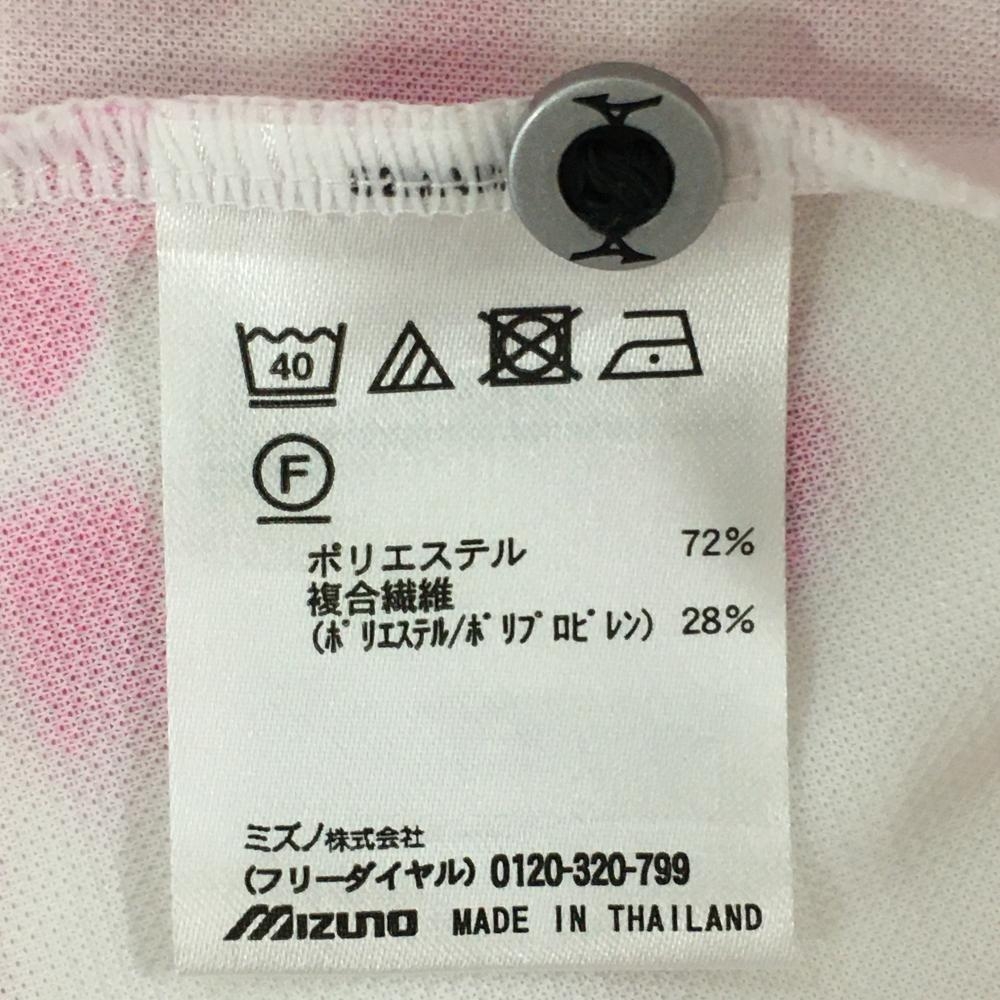 40
F
ポリエステル 72%
複合繊維
(ポリエステル/ポリプロピレン) 28%
ミズノ株式会社
(フリーダイヤル) 0120-320-799
MIZUNO MADE IN THAILAND